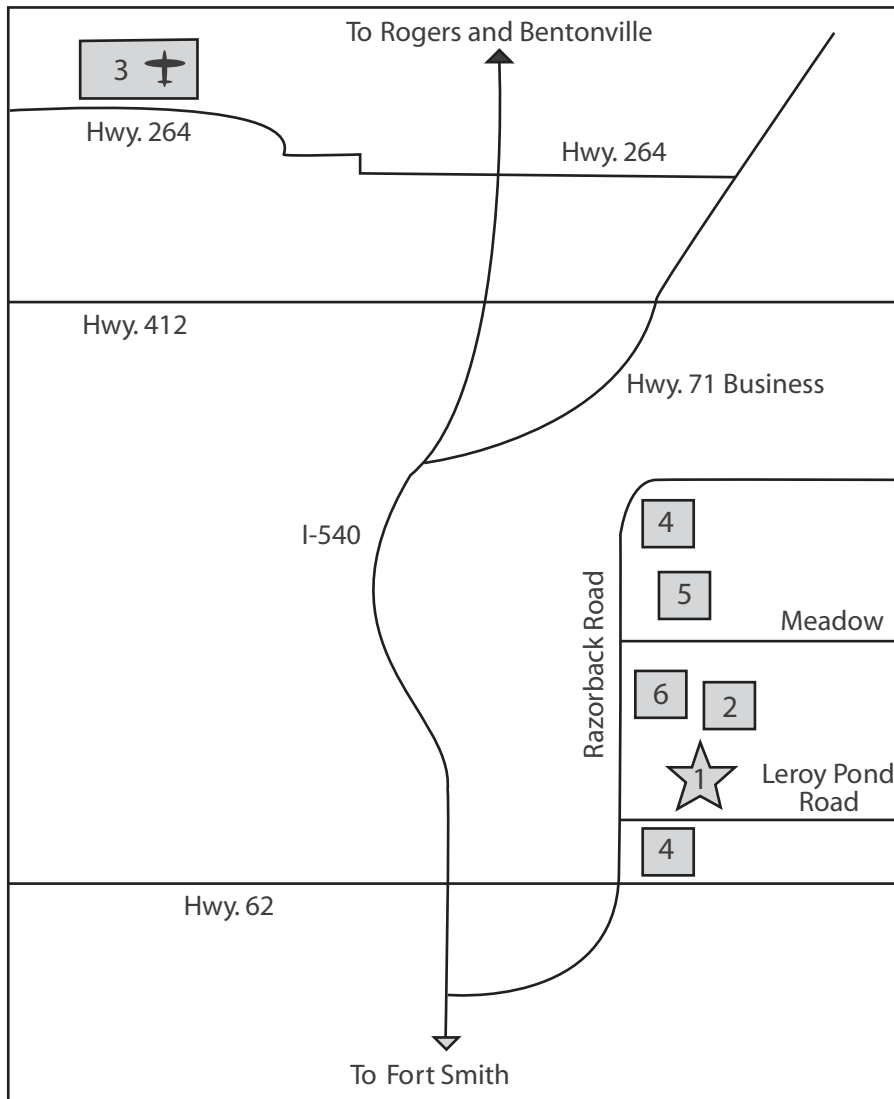 To Rogers and Bentonville
3
Hwy. 264
Hwy. 264
Hwy. 412
Hwy. 71 Business
I-540
4
5
Razorback Road
Meadow
6
2
1
Leroy Pond
Road
4
Hwy. 62
To Fort Smith